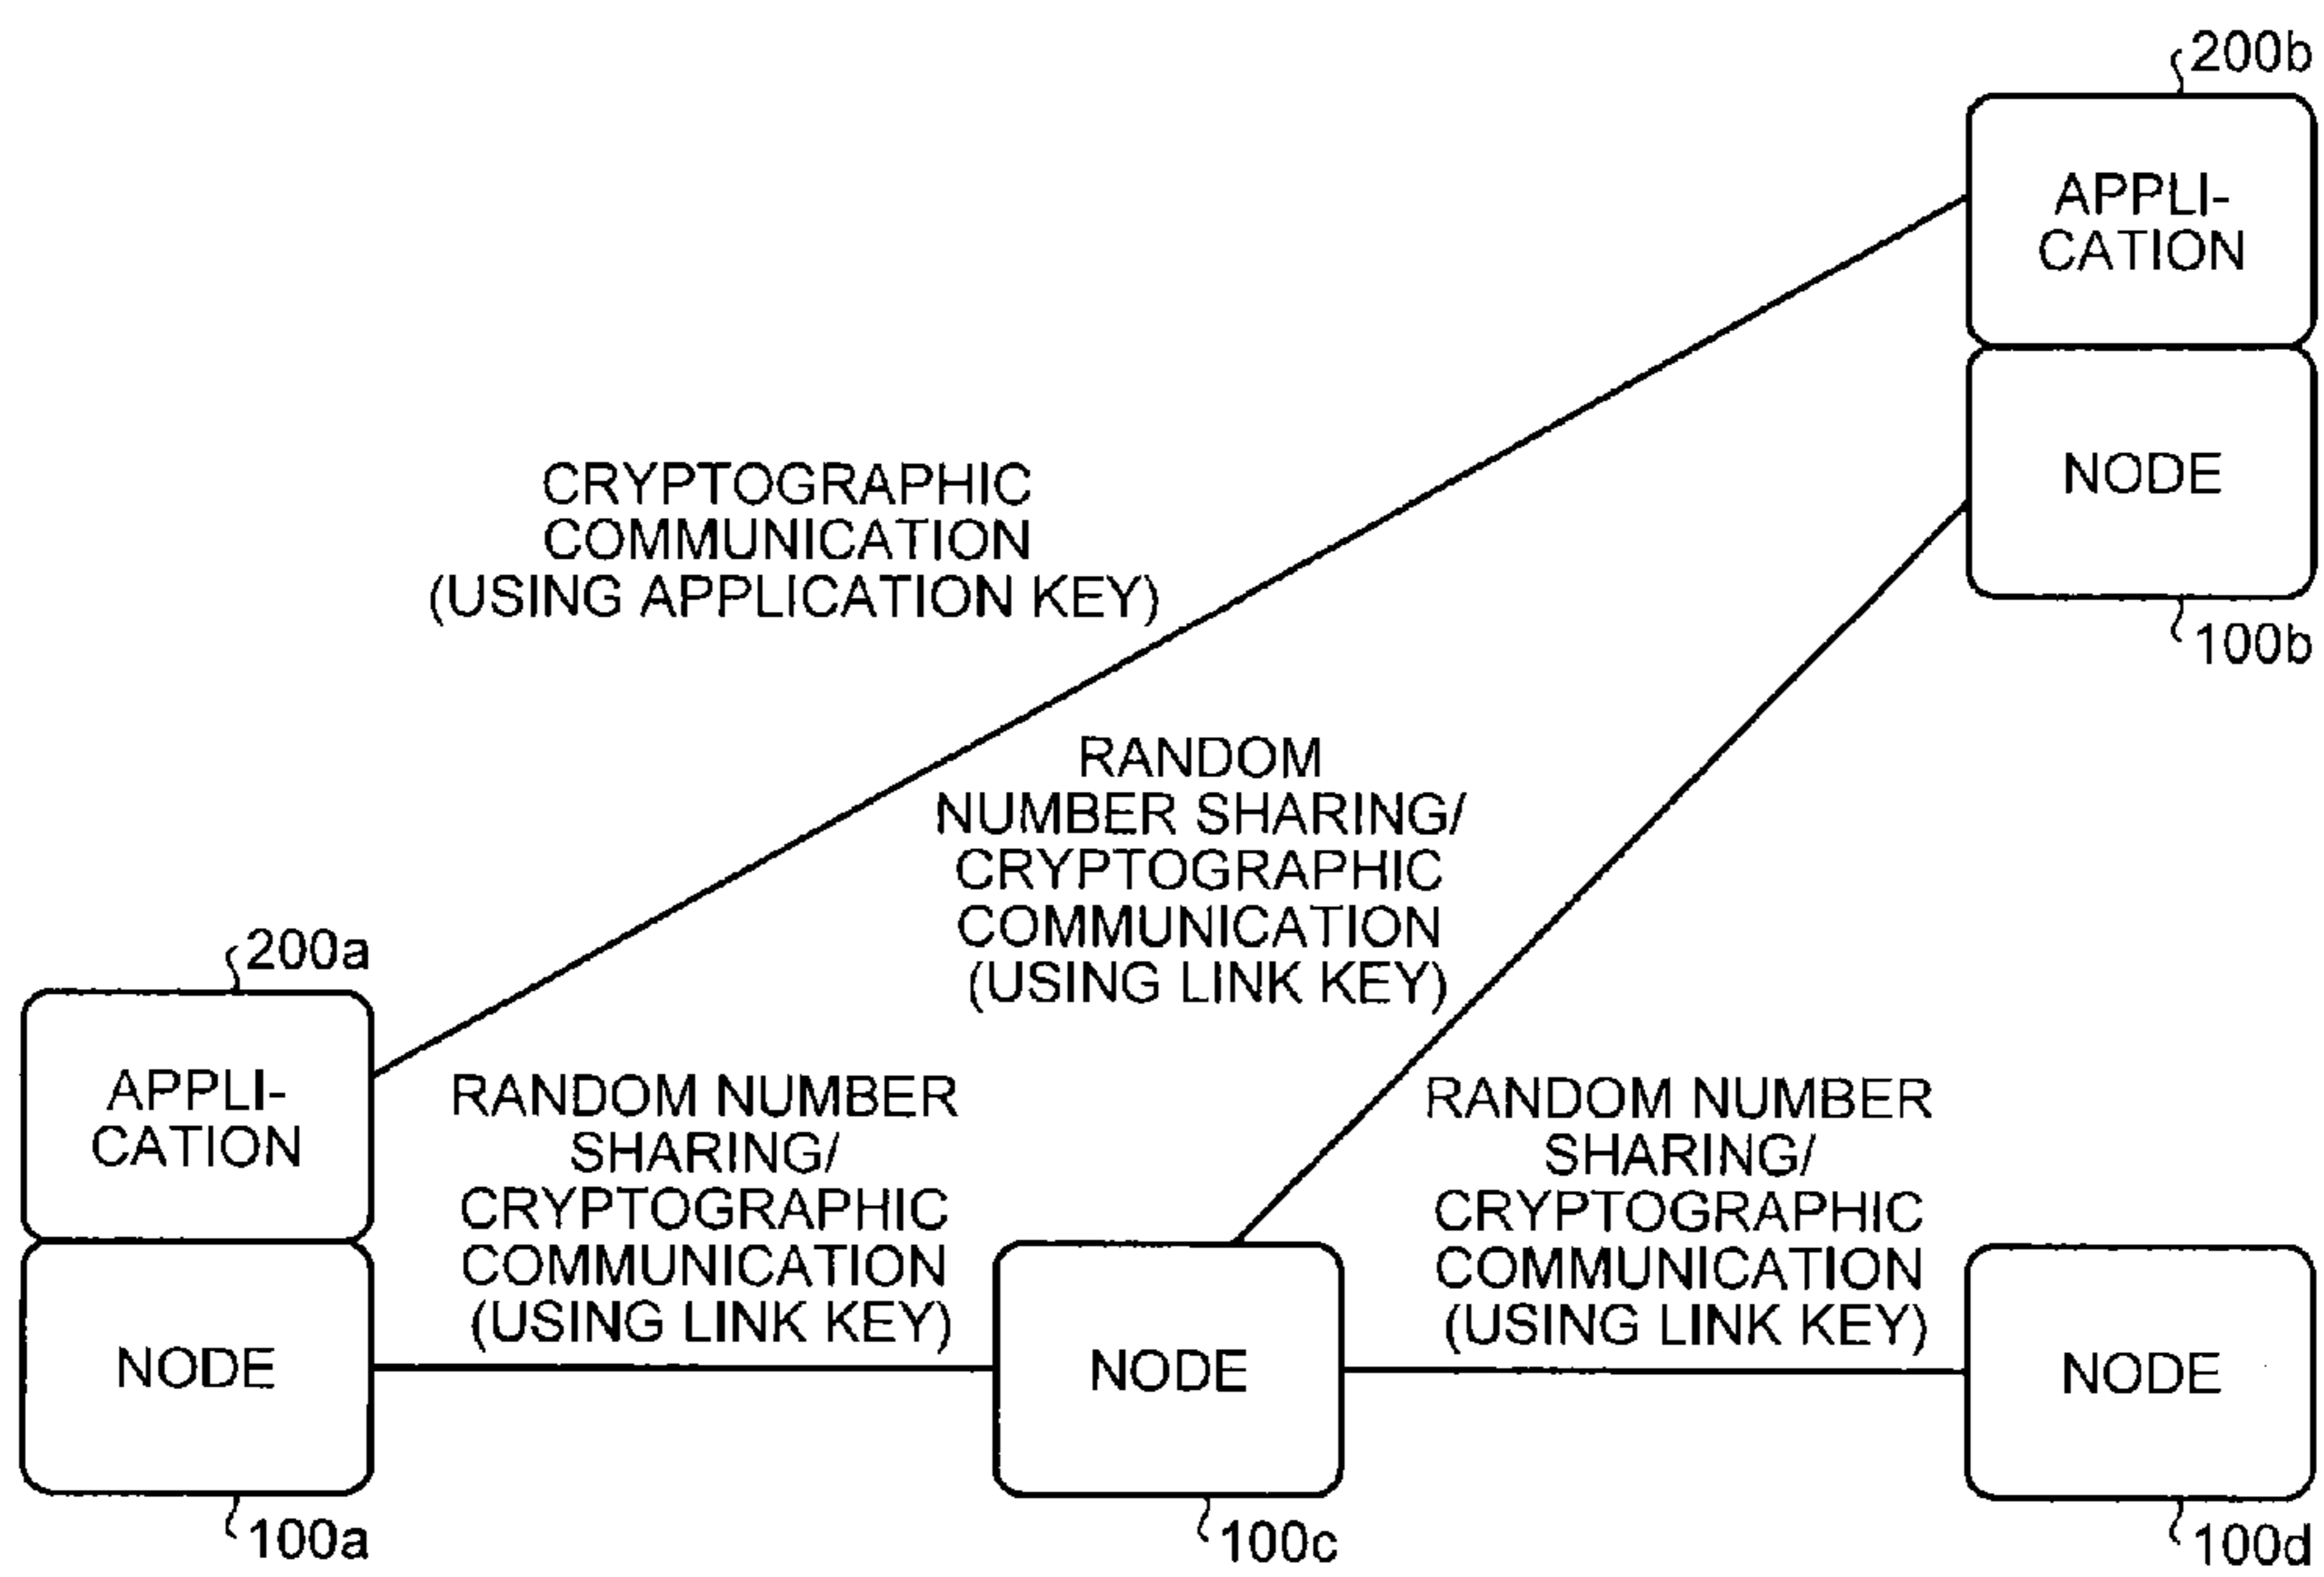 200b
APPLI-
CATION
NODE
100b
CRYPTOGRAPHIC
COMMUNICATION
(USING APPLICATION KEY)
RANDOM
NUMBER SHARING/
CRYPTOGRAPHIC
COMMUNICATION
(USING LINK KEY)
200a
APPLI-
CATION
NODE
100a
RANDOM NUMBER
SHARING/
CRYPTOGRAPHIC
COMMUNICATION
(USING LINK KEY)
NODE
100c
RANDOM NUMBER
SHARING/
CRYPTOGRAPHIC
COMMUNICATION
(USING LINK KEY)
NODE
100d